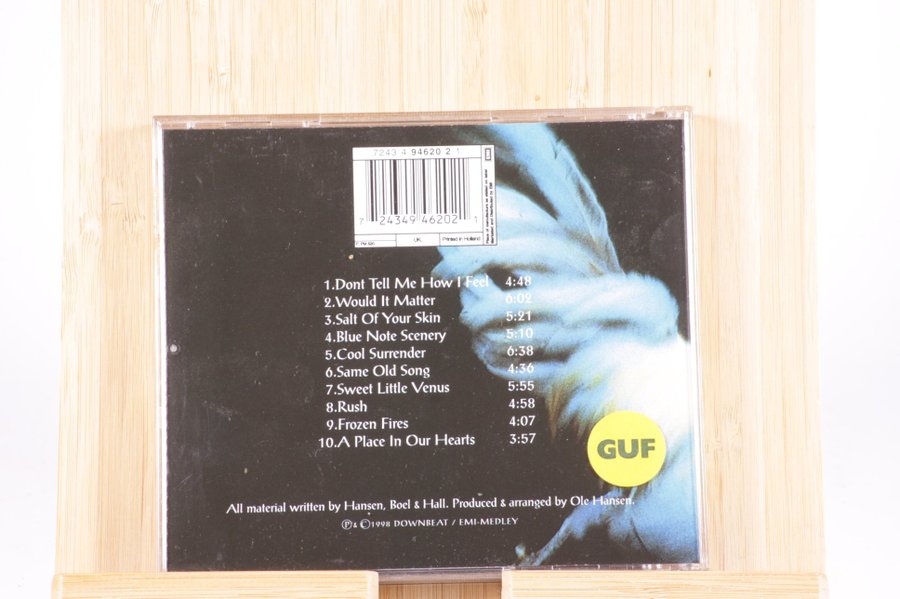 7243 4 94620 2 1
7 24349 46202 1
UK
Printed in Holland
1.Dont Tell Me How I Feel 4:48
2.Would It Matter 6:02
3.Salt Of Your Skin 5:21
4.Blue Note Scenery 5:10
5.Cool Surrender 6:38
6.Same Old Song 4:36
7.Sweet Little Venus 5:55
8.Rush 4:58
9.Frozen Fires 4:07
10.A Place In Our Hearts 3:57
GUF
All material written by Hansen, Boel & Hall. Produced & arranged by Ole Hansen.
℗ & ©1998 DOWNBEAT / EMI-MEDLEY